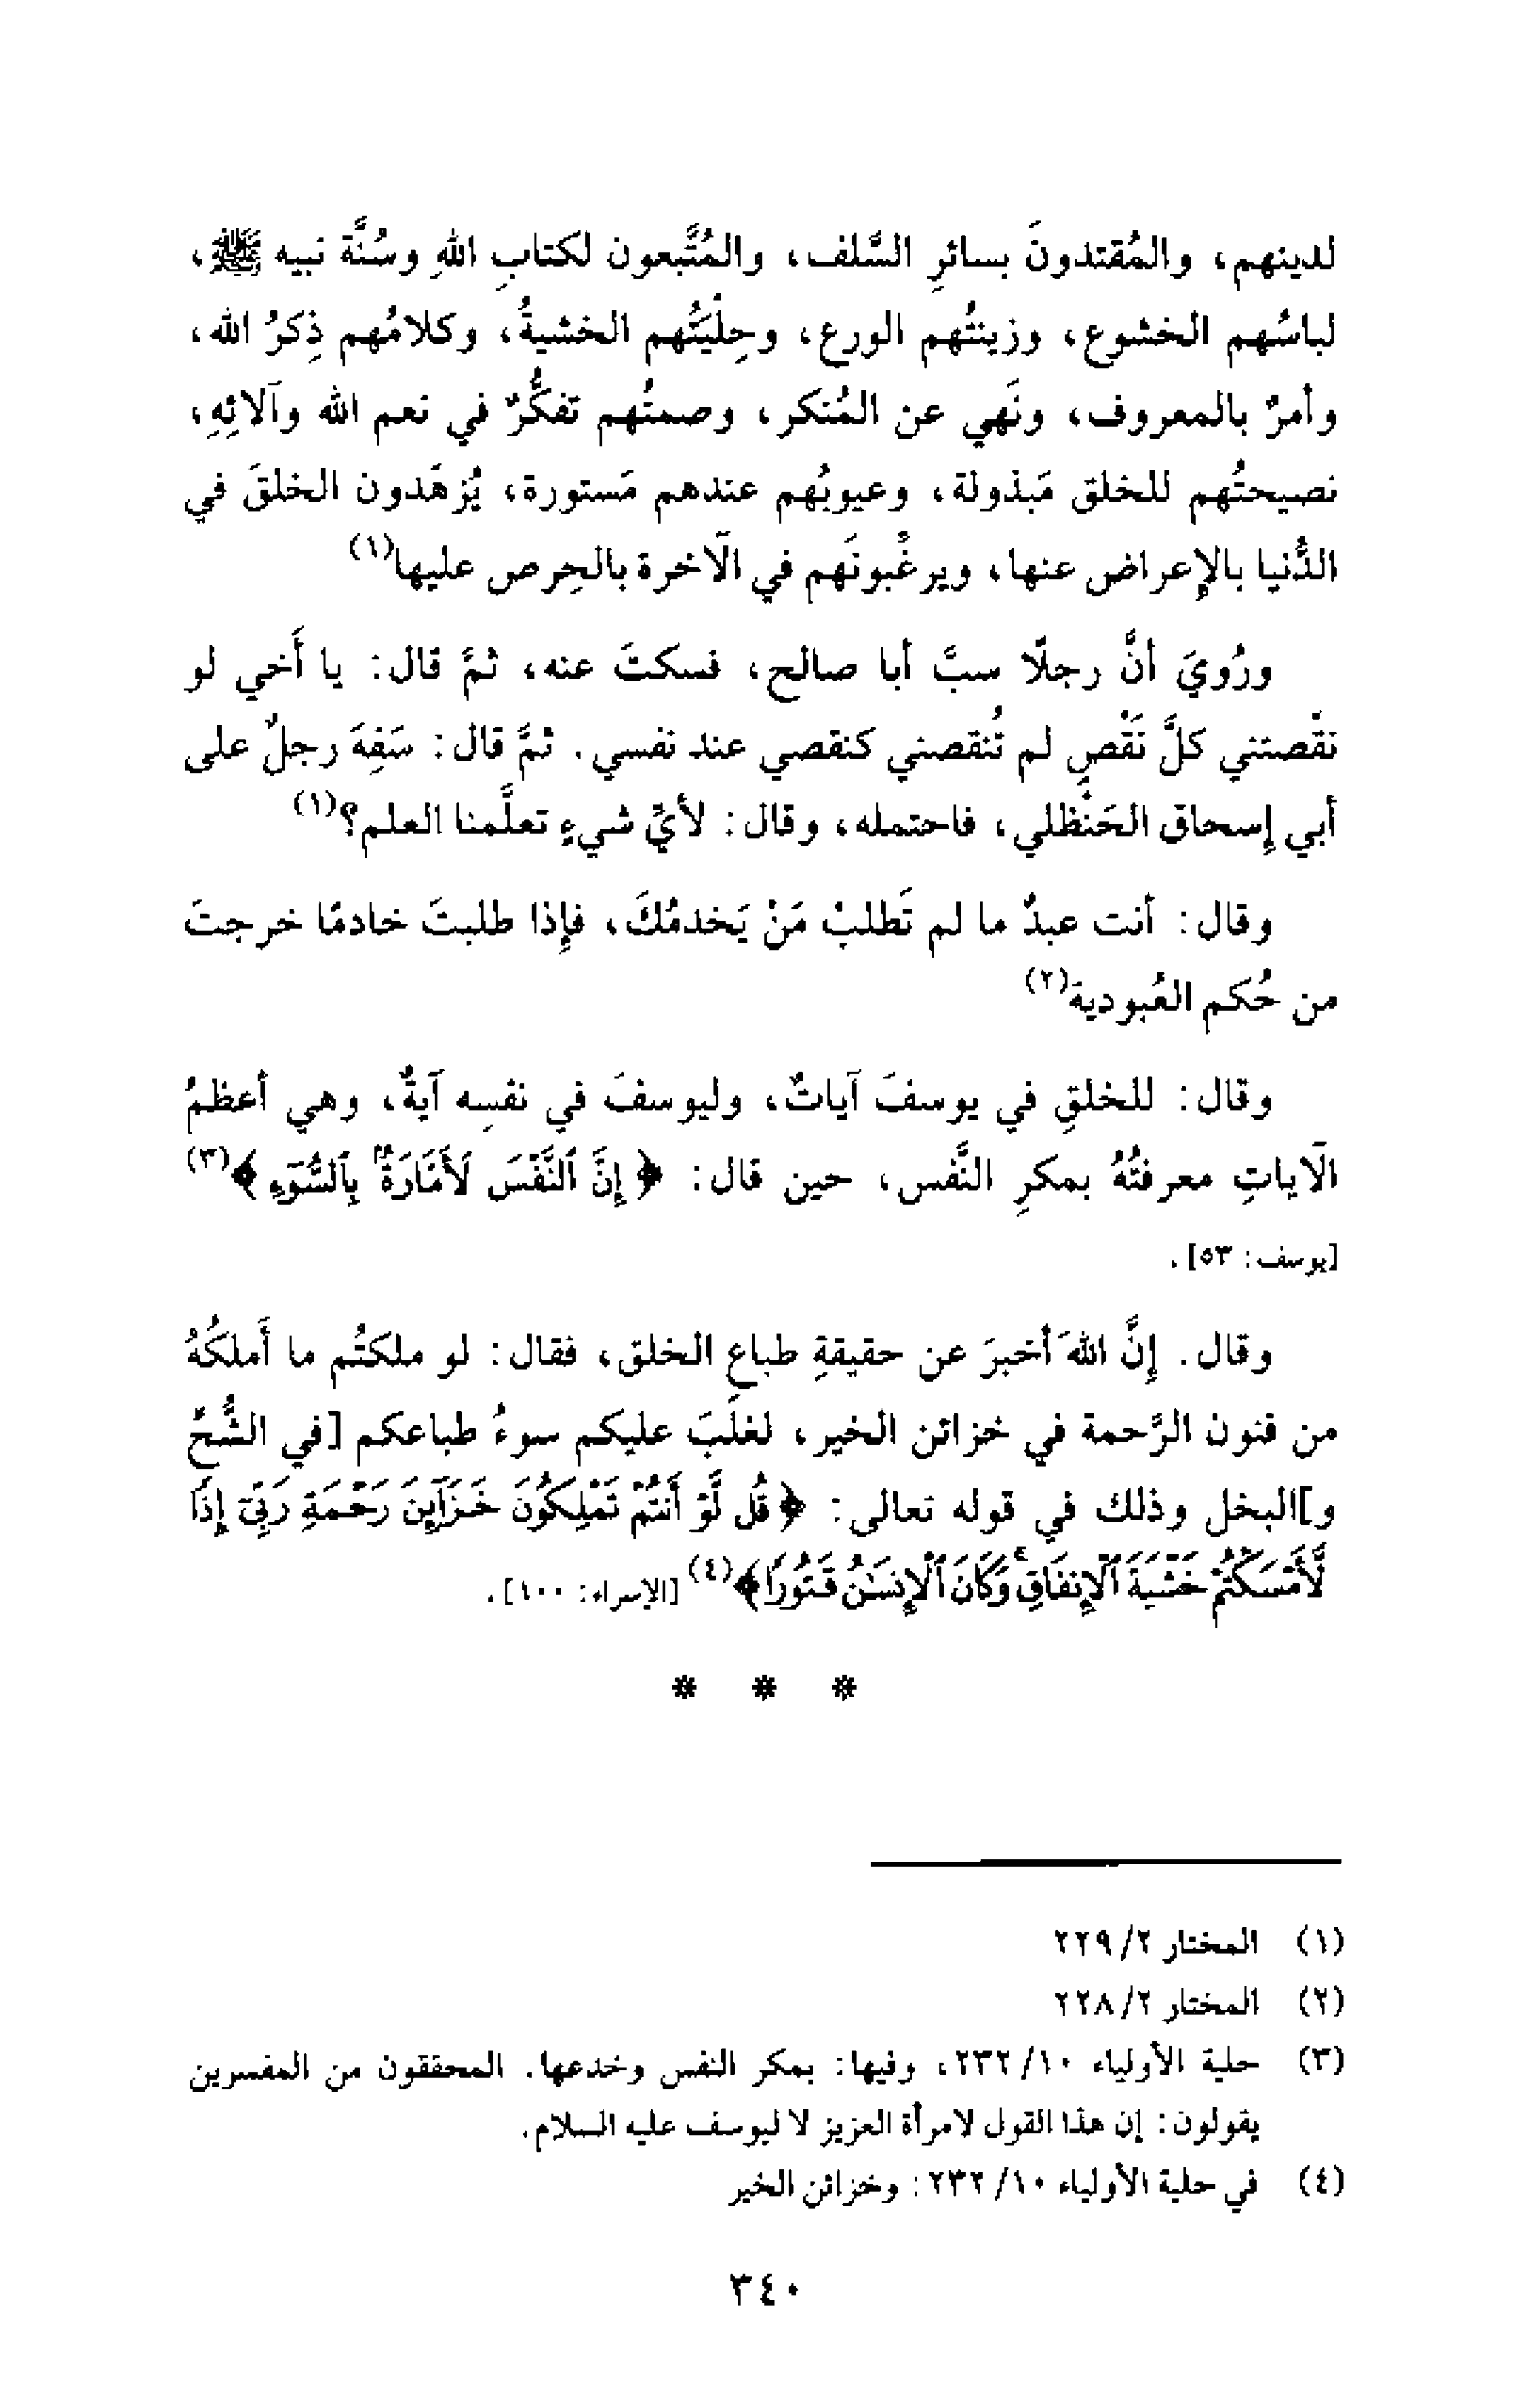 لدينهم، والمُقتدونَ بسائرِ السَّلف، والمُتَّبعون لكتابِ اللهِ وسُنَّة نبيه ﷺ،
لباسُهم الخشوع، وزينتُهم الورع، وحِلْيَتُهم الخشيةُ، وكلامُهم ذِكرُ الله،
وأمرٌ بالمعروف، ونَهي عن المُنكر، وصمتُهم تفكُّرٌ في نعم الله وآلائِهِ،
نصيحتُهم للخلق مَبذولة، وعيوبُهم عندهم مَستورة، يُزهَدون الخلقَ في
الدُّنيا بالإعراض عنها، ويرغْبونَهم في الآخرة بالحِرص عليها(١)
ورُويَ أنَّ رجلًا سبَّ أبا صالح، فسكتَ عنه، ثمَّ قال: يا أَخي لو
نقْصتني كلَّ نَقْصٍ لم تُنقصني كنقصي عند نفسي. ثمَّ قال: سَفِهَ رجلٌ على
أبي إسحاق الحَنْظلي، فاحتمله، وقال: لأيِّ شيءٍ تعلَّمنا العلم؟(١)
وقال: أنت عبدٌ ما لم تَطلبْ مَنْ يَخدمُكَ، فإذا طلبتَ خادمًا خرجتَ
من حُكم العُبودية(٢)
وقال: للخلقِ في يوسفَ آياتٌ، وليوسفَ في نفسِه آيةٌ، وهي أعظمُ
الآياتِ معرفتُهُ بمكرِ النَّفس، حين قال: ﴿إِنَّ ٱلنَّفْسَ لَأَمَّارَةٌۢ بِٱلسُّوٓءِ﴾(٣)
[يوسف: ٥٣].
وقال. إنَّ اللهَ أخبرَ عن حقيقةِ طباعِ الخلق، فقال: لو ملكتُم ما أَملكُهُ
من فنون الرَّحمة في خزائن الخير، لغلَبَ عليكم سوءُ طباعكم [في الشُّحِّ
و]البخل وذلك في قوله تعالى: ﴿قُل لَّوْ أَنتُمْ تَمْلِكُونَ خَزَآئِنَ رَحْمَةِ رَبِّيٓ إِذًا
لَّأَمْسَكْتُمْ خَشْيَةَ ٱلْإِنفَاقِ ۚ وَكَانَ ٱلْإِنسَٰنُ قَتُورًا﴾(٤) [الإسراء: ١٠٠].
* * *
(١) المختار ٢/ ٢٢٩
(٢) المختار ٢/ ٢٢٨
(٣) حلية الأولياء ١٠/ ٢٣٢، وفيها: بمكر النفس وخدعها. المحققون من المفسرين
يقولون: إن هذا القول لامرأة العزيز لا ليوسف عليه السلام.
(٤) في حلية الأولياء ١٠/ ٢٣٢: وخزائن الخير
٣٤٠